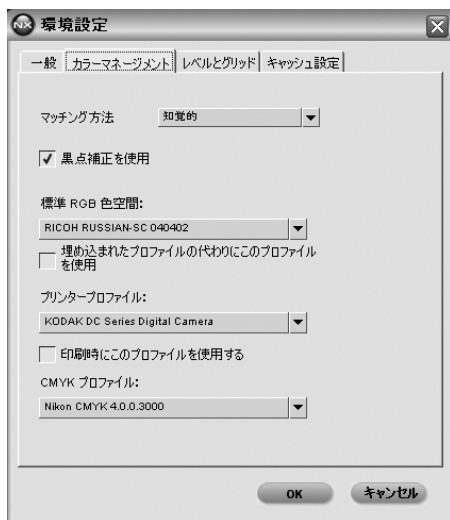 NX 環境設定
一般 カラーマネージメント レベルとグリッド キャッシュ設定
マッチング方法 知覚的
黒点補正を使用
標準 RGB 色空間:
RICOH RUSSIAN-SC 040402
埋め込まれたプロファイルの代わりにこのプロファイル
を使用
プリンタープロファイル:
KODAK DC Series Digital Camera
印刷時にこのプロファイルを使用する
CMYK プロファイル:
Nikon CMYK 4.0.0.3000
OK キャンセル